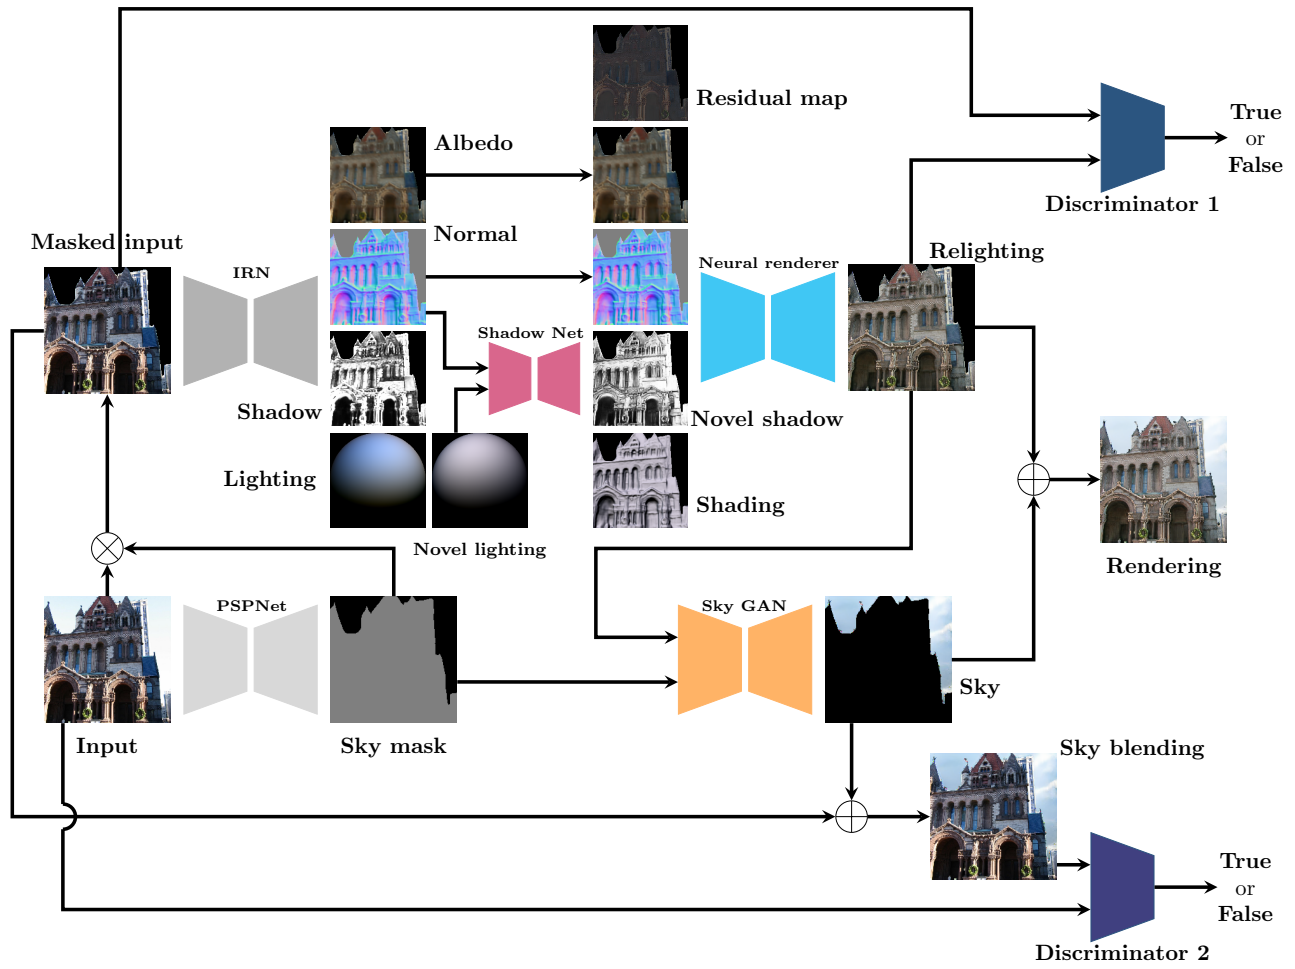 Residual map
True
or
False
Albedo
Discriminator 1
Masked input
Normal
Relighting
IRN
Neural renderer
Shadow Net
Shadow
Novel shadow
Lighting
Shading
Novel lighting
Rendering
PSPNet
Sky GAN
Sky
Input
Sky mask
Sky blending
True
or
False
Discriminator 2